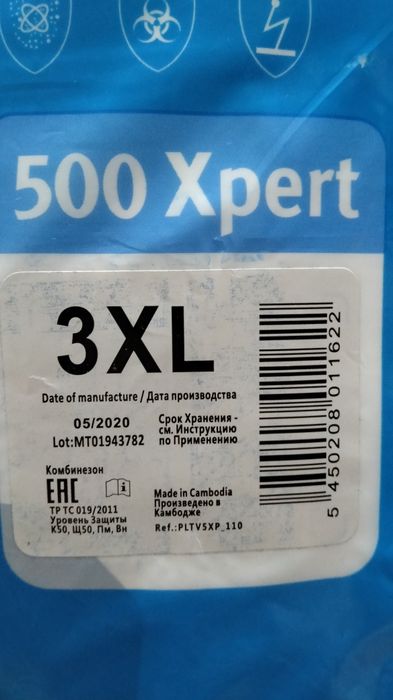 500 Xpert
3XL
Date of manufacture / Дата производства
05/2020
Lot:MT01943782
Срок Хранения -
см. Инструкцию
по Применению
Комбинезон
EAC
i
ТР ТС 019/2011
Уровень Защиты
К50, Щ50, Пм, Вн
Made in Cambodia
Произведено в
Камбодже
Ref.:PLTV5XP_110
5 450208 011622